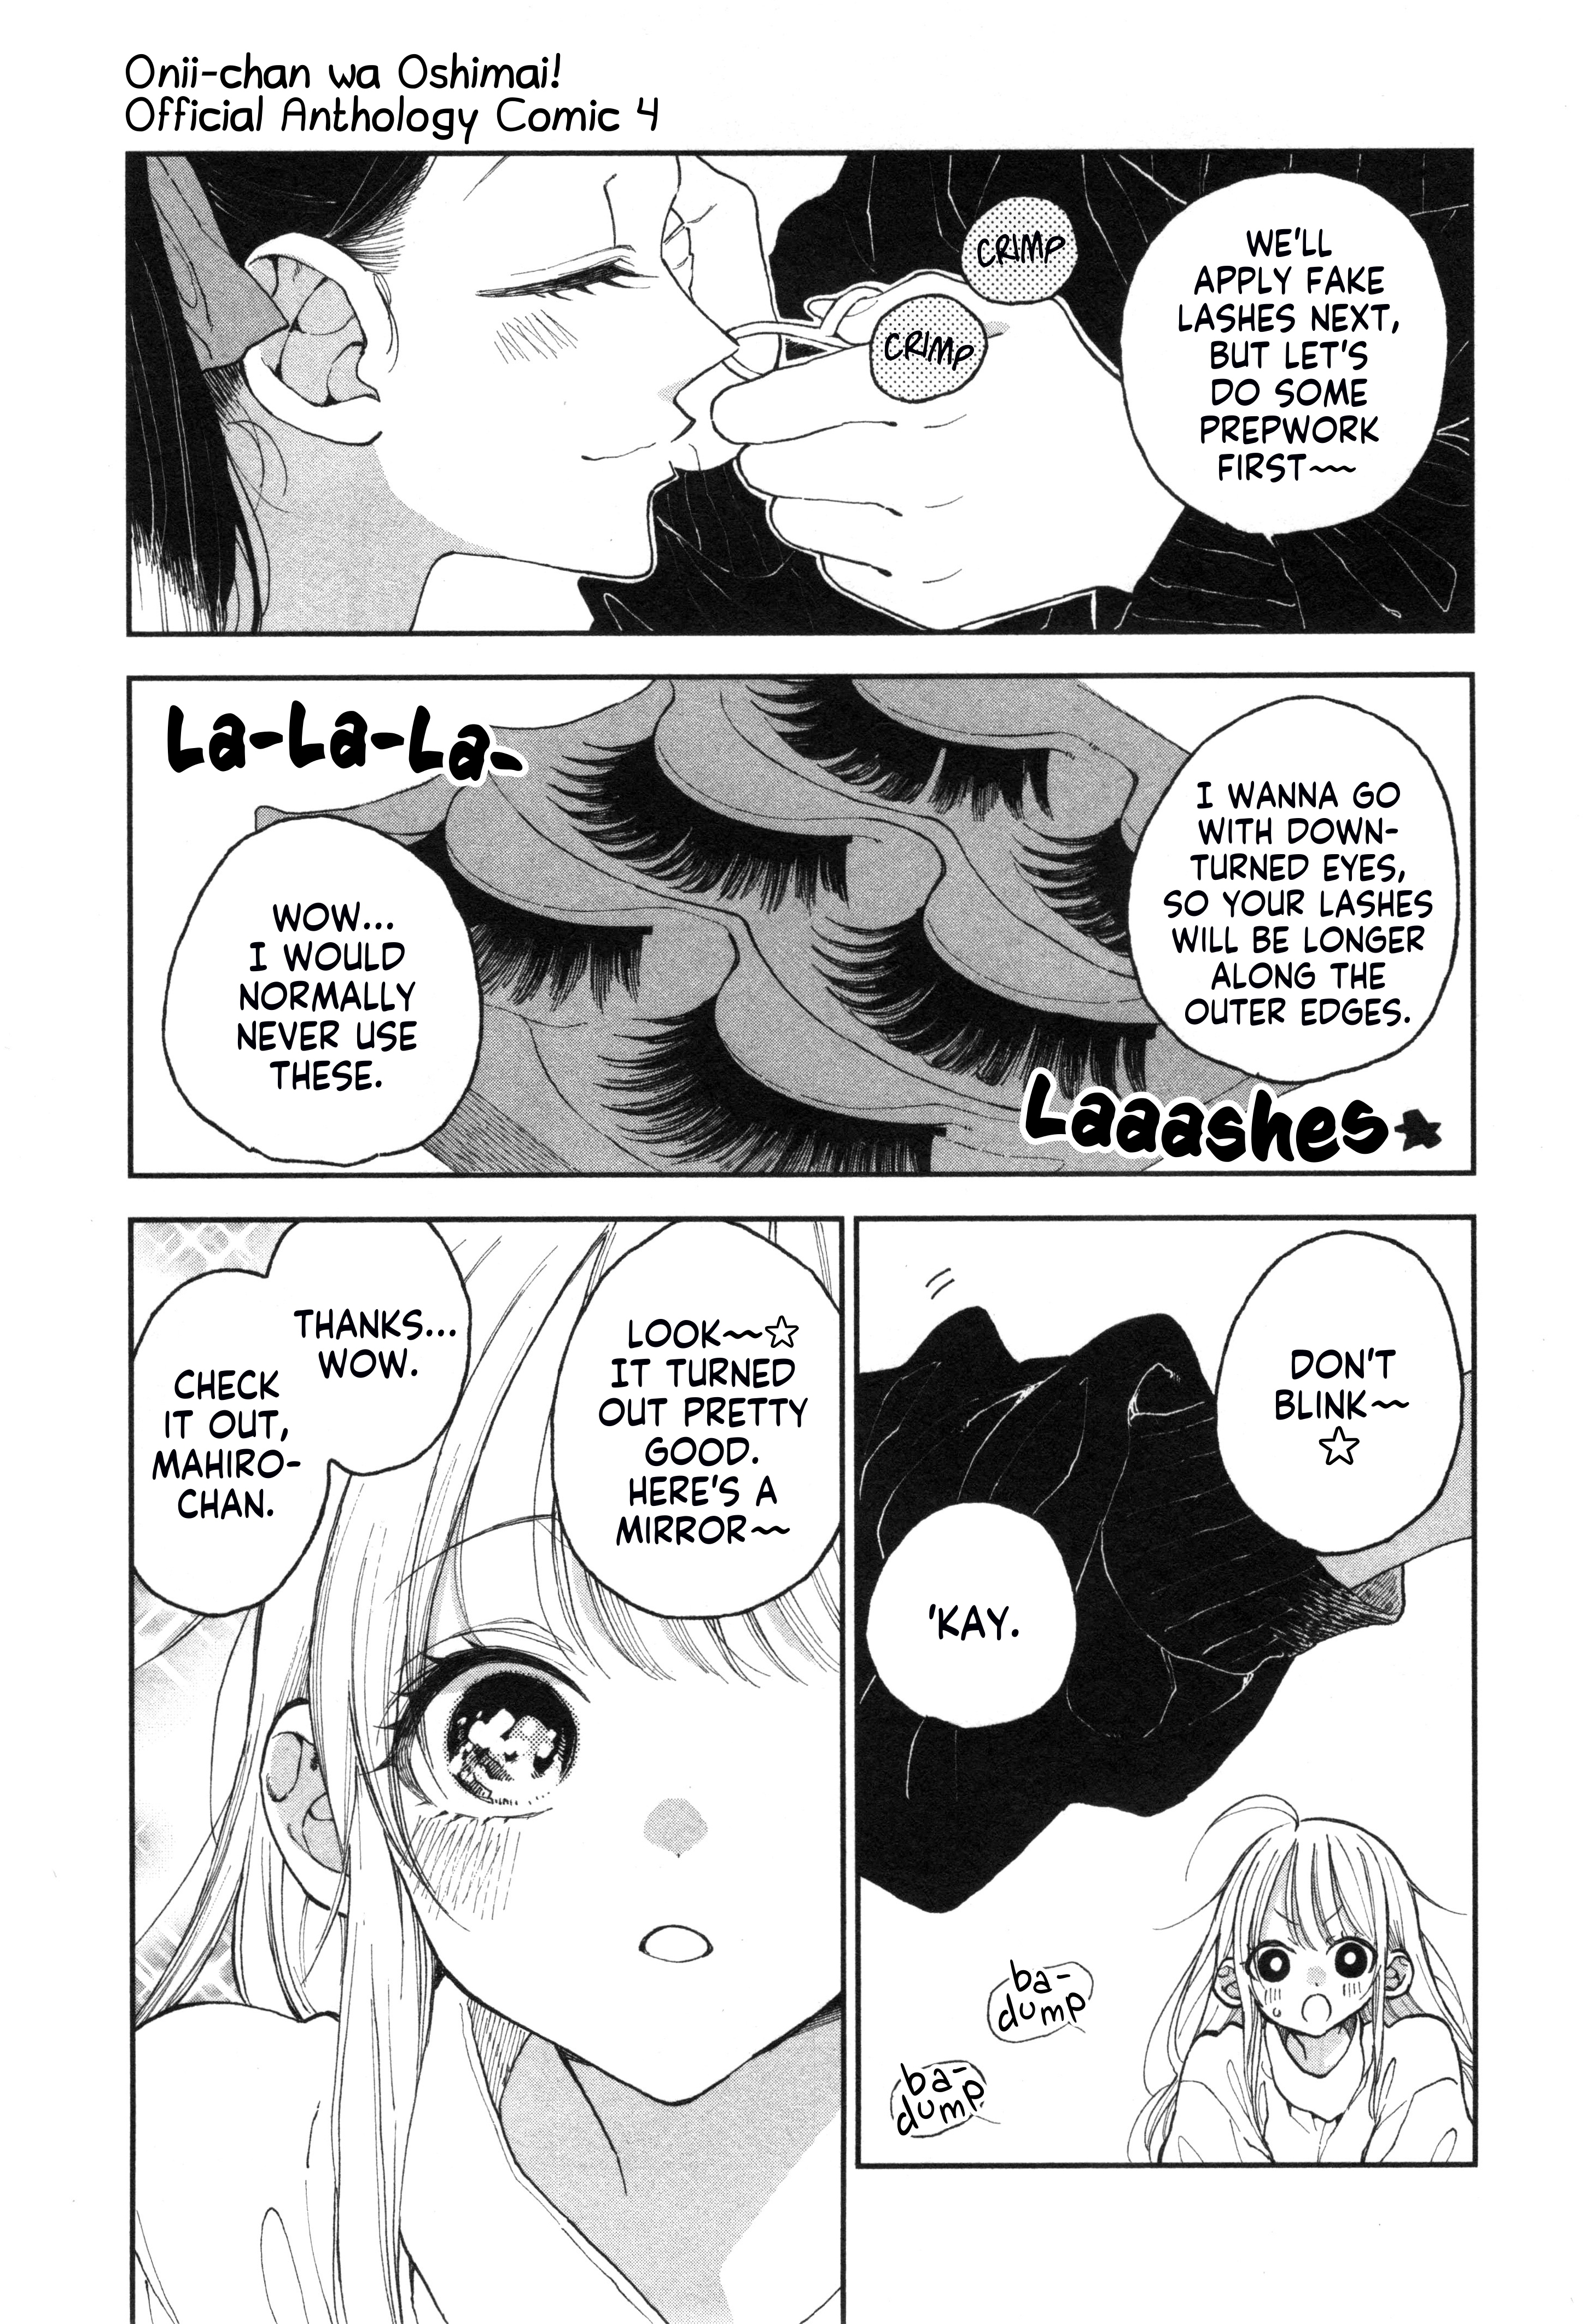 Onii-chan wa Oshimai!
Official Anthology Comic 4
WE'LL
APPLY FAKE
LASHES NEXT,
BUT LET'S
DO SOME
PREPWORK
FIRST~~
CRIMP
CRIMP
I WANNA GO
WITH DOWN-
TURNED EYES,
SO YOUR LASHES
WILL BE LONGER
ALONG THE
OUTER EDGES.
La-La-La-
Laaashes★
WOW...
I WOULD
NORMALLY
NEVER USE
THESE.
DON'T
BLINK~~
☆
'KAY.
ba-
dump
ba-
dump
LOOK~~☆
IT TURNED
OUT PRETTY
GOOD.
HERE'S A
MIRROR~~
THANKS...
WOW.
CHECK
IT OUT,
MAHIRO-
CHAN.